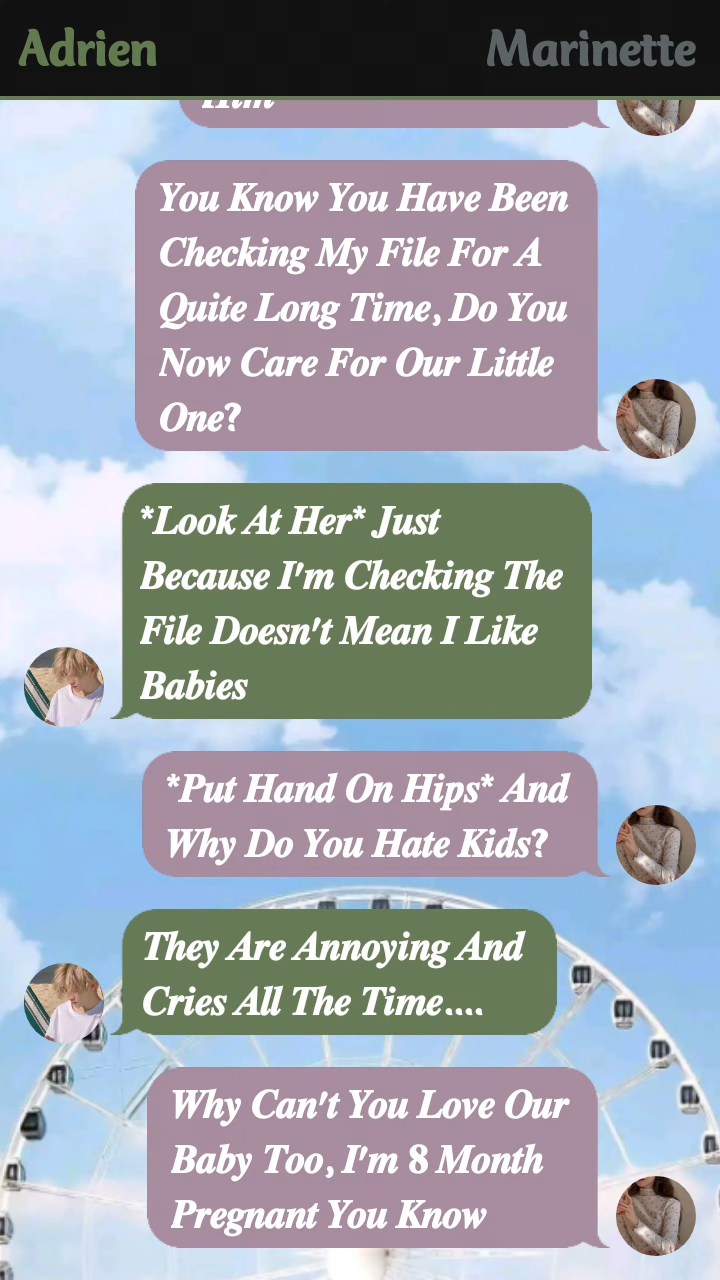 Adrien
Marinette
Him
You Know You Have Been
Checking My File For A
Quite Long Time, Do You
Now Care For Our Little
One?
*Look At Her* Just
Because I'm Checking The
File Doesn't Mean I Like
Babies
*Put Hand On Hips* And
Why Do You Hate Kids?
They Are Annoying And
Cries All The Time....
Why Can't You Love Our
Baby Too, I'm 8 Month
Pregnant You Know